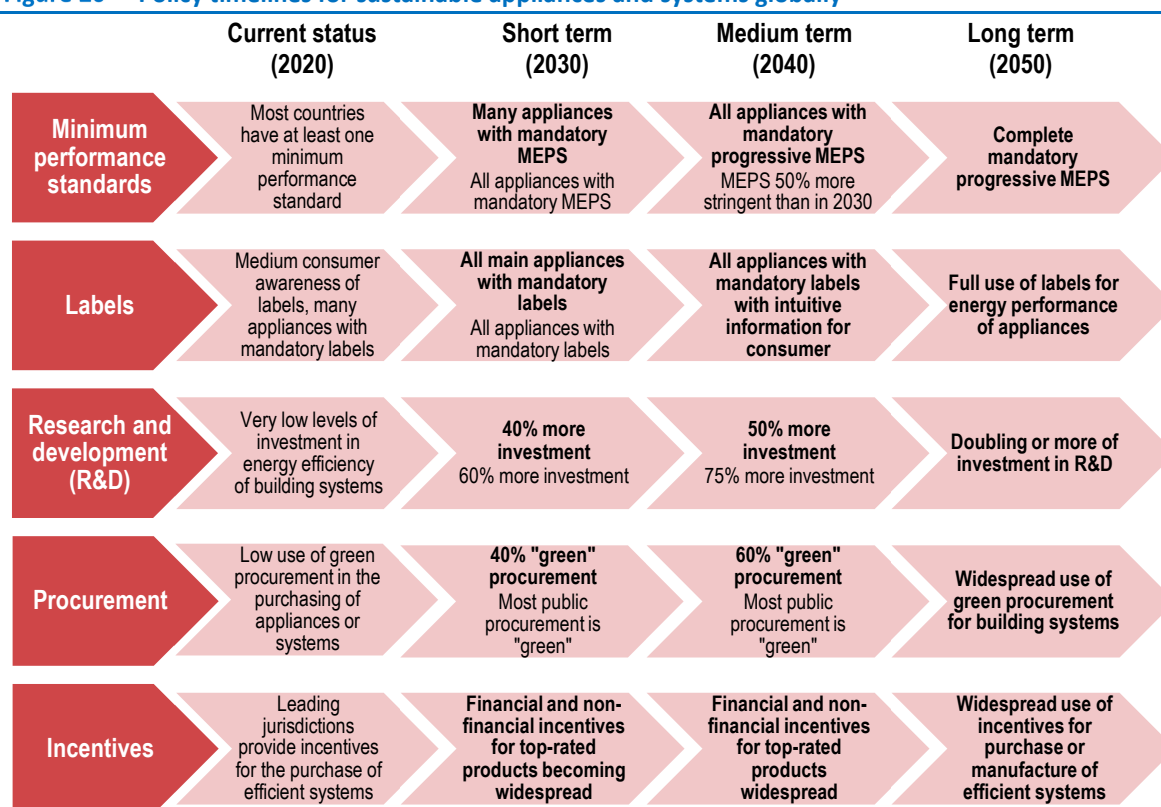 Figure Policy timelines for sustainable appliances and systems globally
Current status
(2020)
Short term
(2030)
Medium term
(2040)
Long term
(2050)
Minimum
performance
standards
Most countries
have at least one
minimum
performance
standard
Many appliances
with mandatory
MEPS
All appliances with
mandatory MEPS
All appliances with
mandatory
progressive MEPS
MEPS 50% more
stringent than in 2030
Complete
mandatory
progressive MEPS
Labels
Medium consumer
awareness of
labels, many
appliances with
mandatory labels
All main appliances
with mandatory
labels
All appliances with
mandatory labels
All appliances with
mandatory labels
with intuitive
information for
consumer
Full use of labels for
energy performance
of appliances
Research and
development
(R&D)
Very low levels of
investment in
energy efficiency
of building systems
40% more
investment
60% more investment
50% more
investment
75% more investment
Doubling or more of
investment in R&D
Procurement
Low use of green
procurement in the
purchasing of
appliances or
systems
40% "green"
procurement
Most public
procurement is
"green"
60% "green"
procurement
Most public
procurement is
"green"
Widespread use of
green procurement
for building systems
Incentives
Leading
jurisdictions
provide incentives
for the purchase of
efficient systems
Financial and non-
financial incentives
for top-rated
products becoming
widespread
Financial and non-
financial incentives
for top-rated
products
widespread
Widespread use of
incentives for
purchase or
manufacture of
efficient systems